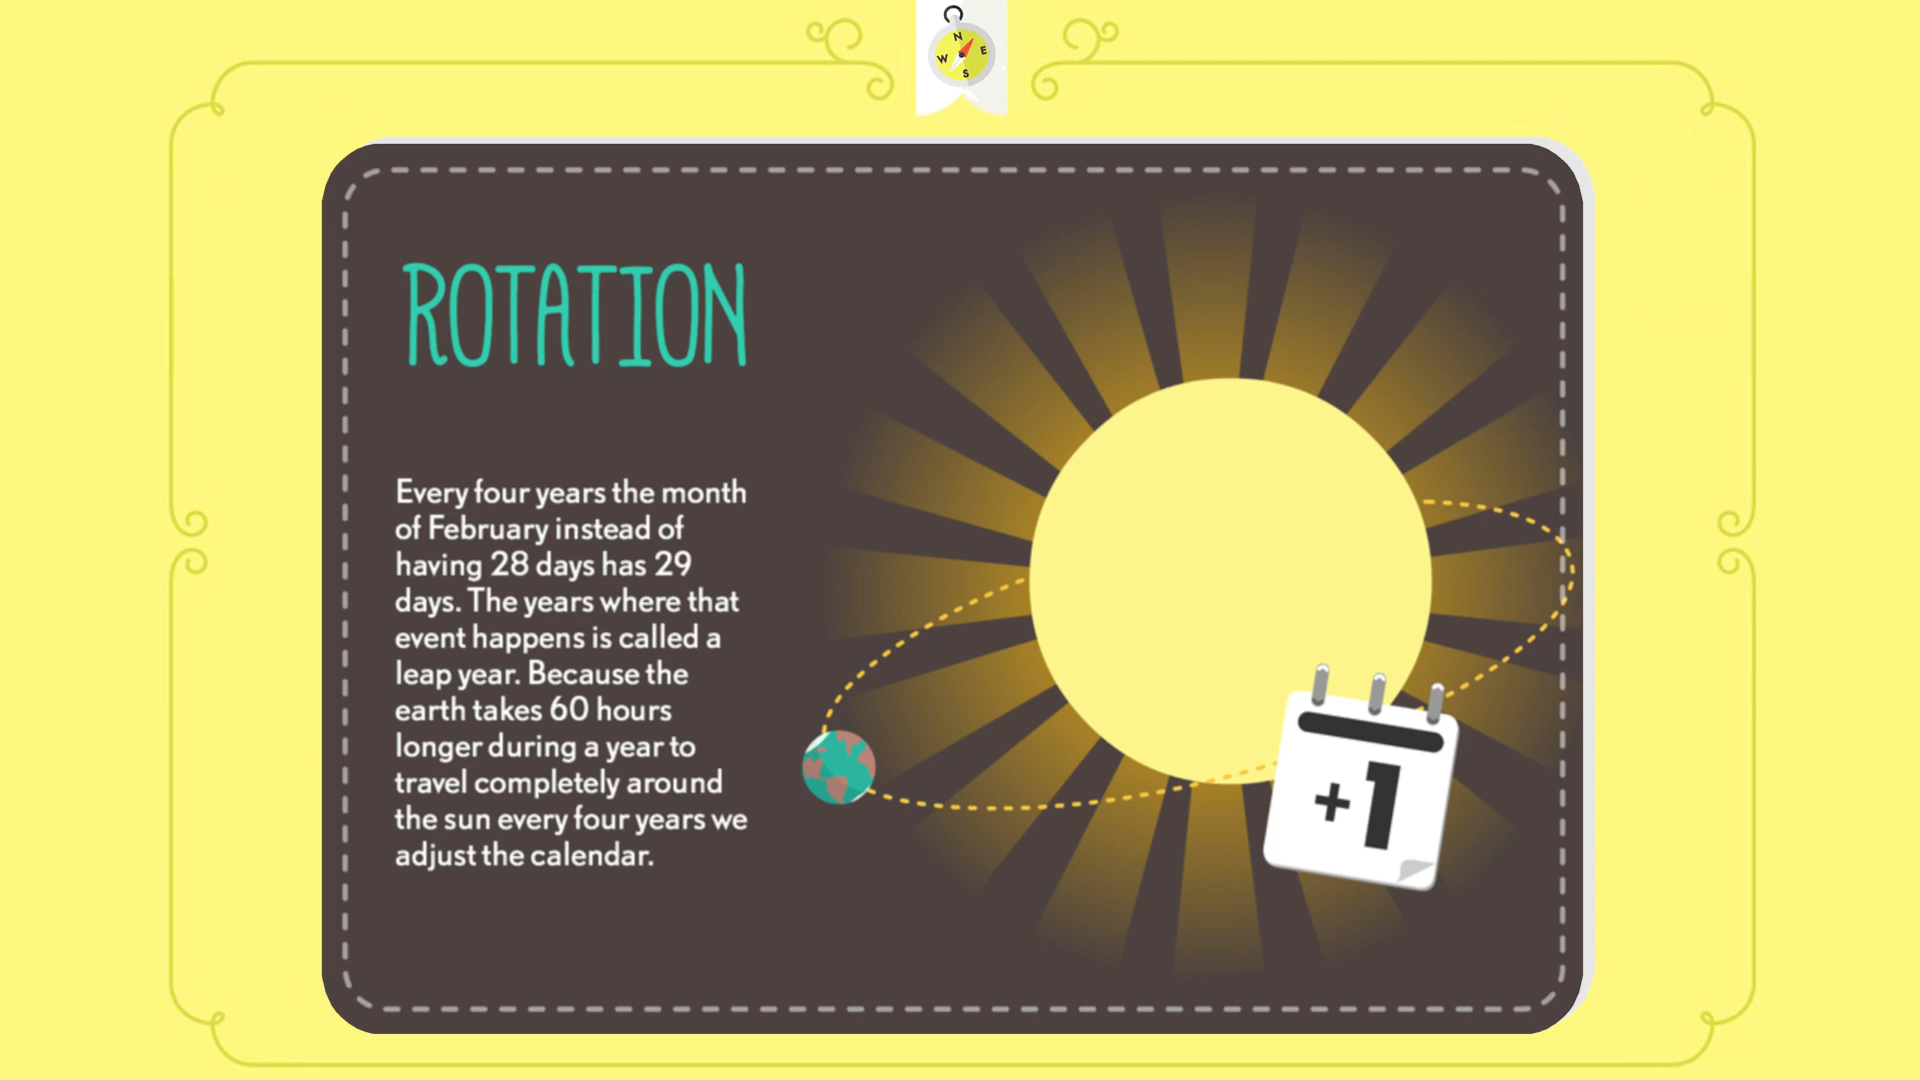 N
W E
S
ROTATION
Every four years the month
of February instead of
having 28 days has 29
days. The years where that
event happens is called a
leap year. Because the
earth takes 60 hours
longer during a year to
travel completely around
the sun every four years we
adjust the calendar.
+1